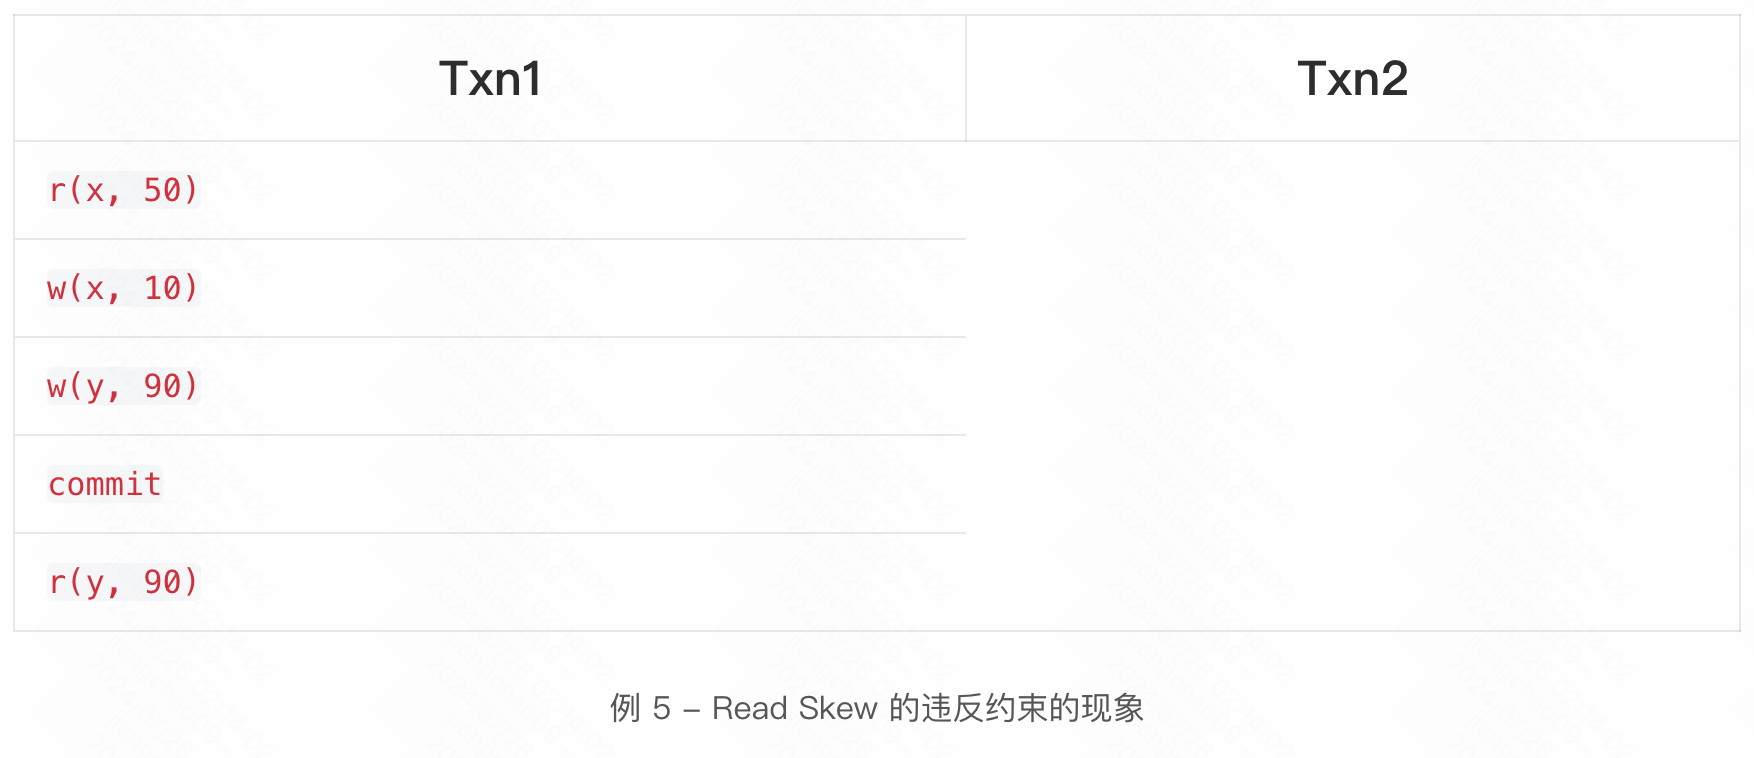 Txn1 Txn2
r(x, 50)
w(x, 10)
w(y, 90)
commit
r(y, 90)
例 5 – Read Skew 的违反约束的现象